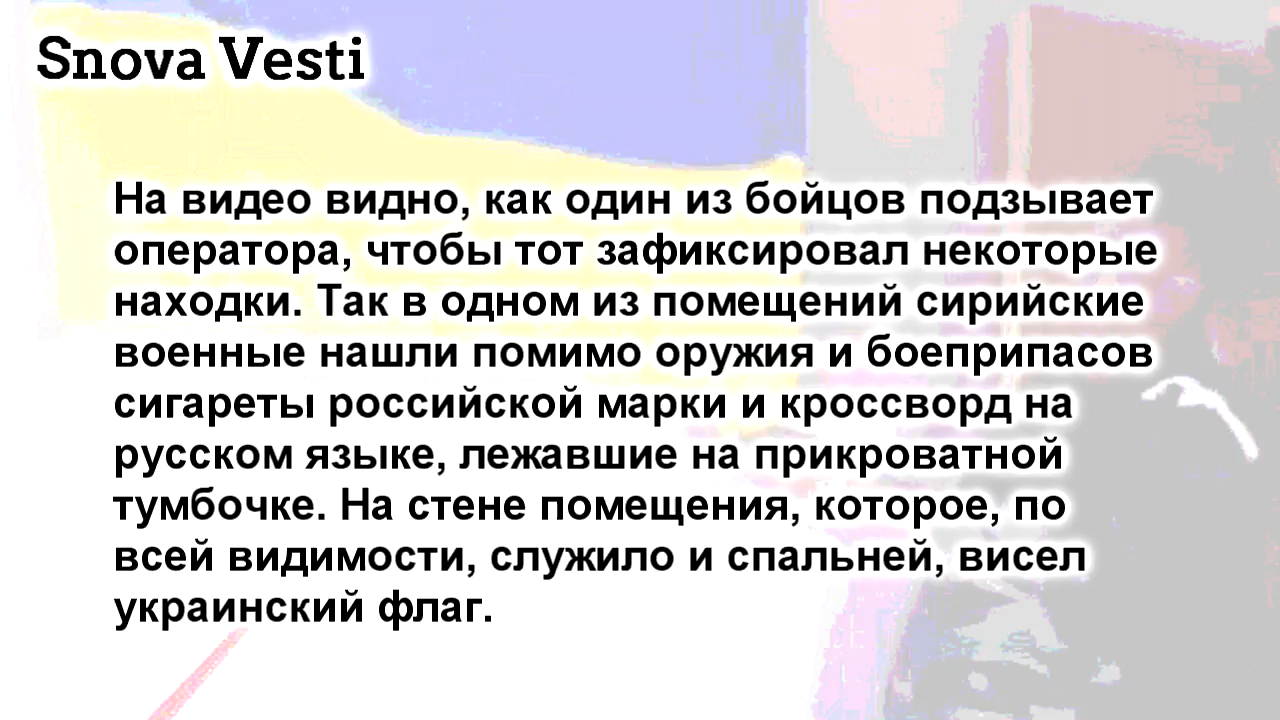 Snova Vesti
На видео видно, как один из бойцов подзывает
оператора, чтобы тот зафиксировал некоторые
находки. Так в одном из помещений сирийские
военные нашли помимо оружия и боеприпасов
сигареты российской марки и кроссворд на
русском языке, лежавшие на прикроватной
тумбочке. На стене помещения, которое, по
всей видимости, служило и спальней, висел
украинский флаг.